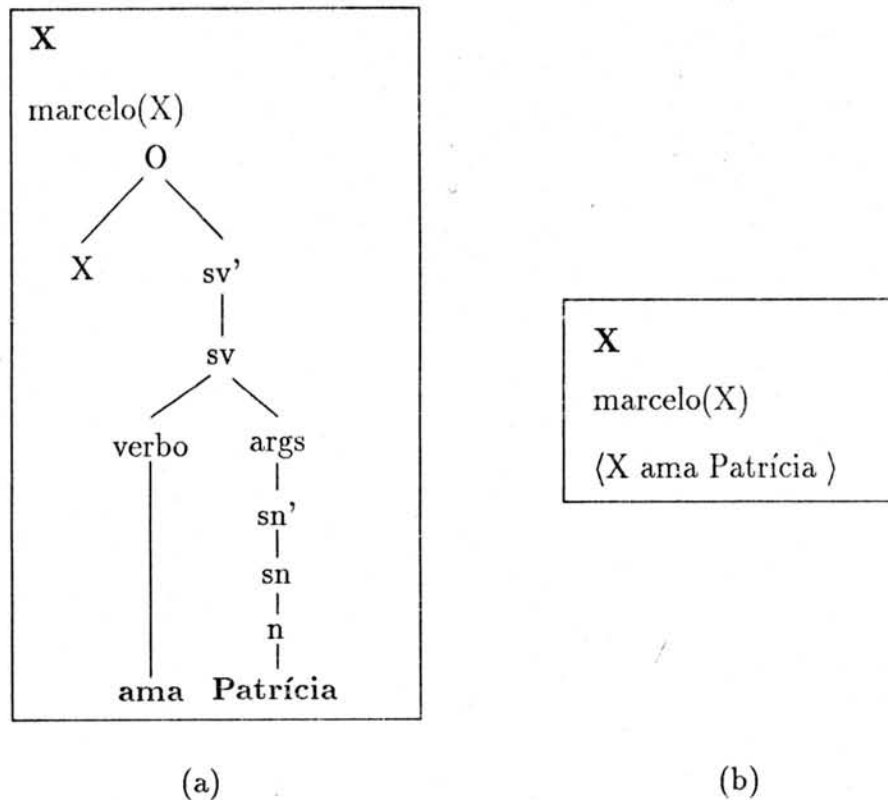 X
marcelo(X)
O
X sv'
sv
verbo args
sn'
sn
n
ama Patrícia
(a)
X
marcelo(X)
⟨X ama Patrícia ⟩
(b)